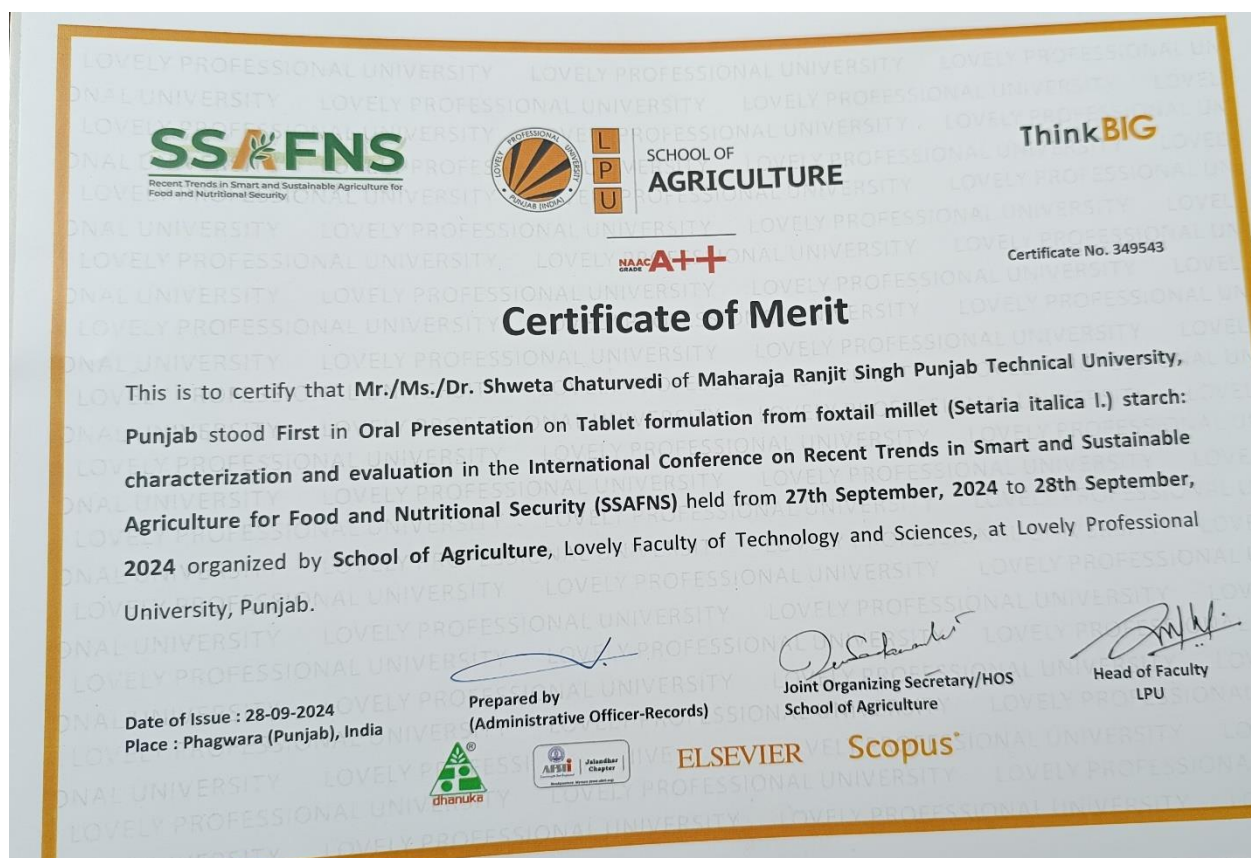 SSAFNS
Recent Trends in Smart and Sustainable Agriculture for
Food and Nutritional Security
LOVELY PROFESSIONAL UNIVERSITY
PUNJAB (INDIA)
L
P
U
SCHOOL OF
AGRICULTURE
Think BIG
NAAC
GRADE
A++
Certificate No. 349543
Certificate of Merit
This is to certify that Mr./Ms./Dr. Shweta Chaturvedi of Maharaja Ranjit Singh Punjab Technical University,
Punjab stood First in Oral Presentation on Tablet formulation from foxtail millet (Setaria italica l.) starch:
characterization and evaluation in the International Conference on Recent Trends in Smart and Sustainable
Agriculture for Food and Nutritional Security (SSAFNS) held from 27th September, 2024 to 28th September,
2024 organized by School of Agriculture, Lovely Faculty of Technology and Sciences, at Lovely Professional
University, Punjab.
Date of Issue : 28-09-2024
Place : Phagwara (Punjab), India
Prepared by
(Administrative Officer-Records)
Joint Organizing Secretary/HOS
School of Agriculture
Head of Faculty
LPU
dhanuka®
Jalandhar
Chapter
ELSEVIER
Scopus®